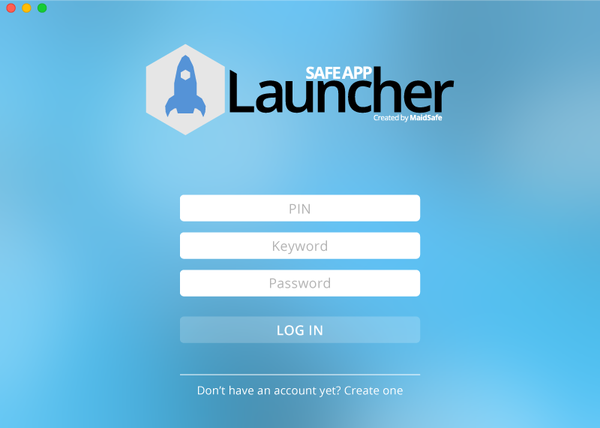 SAFE APP
Launcher
Created by MaidSafe
PIN
Keyword
Password
LOG IN
Don’t have an account yet? Create one